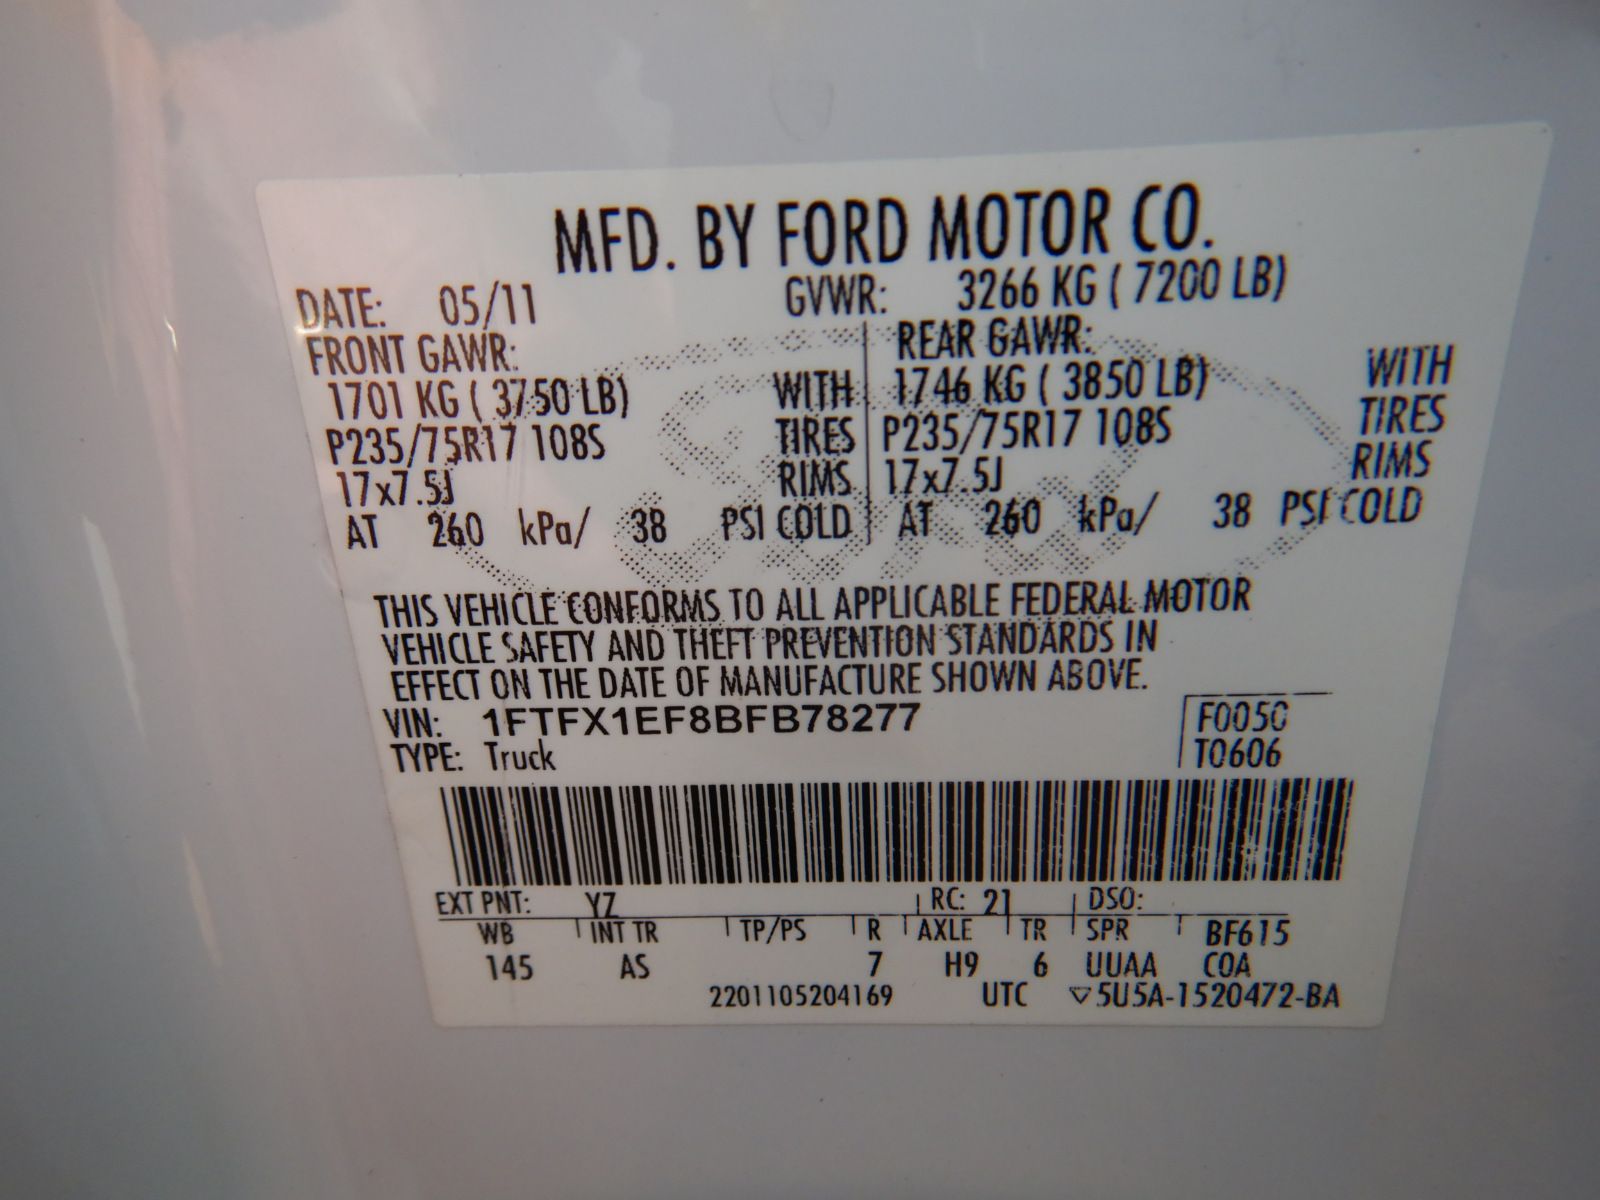 MFD. BY FORD MOTOR CO.
DATE: 05/11 GVWR: 3266 KG ( 7200 LB)
FRONT GAWR: REAR GAWR:
1701 KG ( 3750 LB) WITH 1746 KG ( 3850 LB) WITH
P235/75R17 108S TIRES P235/75R17 108S TIRES
17x7.5J RIMS 17x7.5J RIMS
AT 260 kPa/ 38 PSI COLD AT 260 kPa/ 38 PSI COLD
THIS VEHICLE CONFORMS TO ALL APPLICABLE FEDERAL MOTOR
VEHICLE SAFETY AND THEFT PREVENTION STANDARDS IN
EFFECT ON THE DATE OF MANUFACTURE SHOWN ABOVE.
VIN: 1FTFX1EF8BFB78277 F0050
TYPE: Truck T0606
EXT PNT: YZ RC: 21 DSO:
WB INT TR TP/PS R AXLE TR SPR BF615
145 AS 7 H9 6 UUAA COA
2201105204169 UTC ▽5U5A-1520472-BA